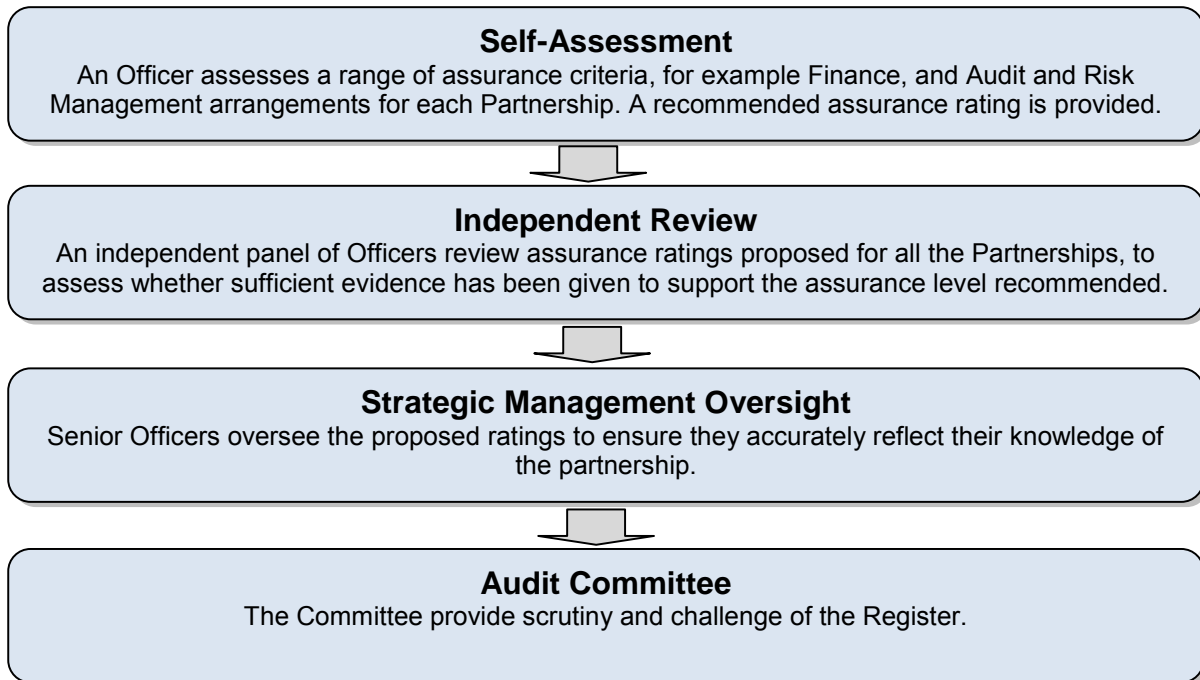 Self-Assessment
An Officer assesses a range of assurance criteria, for example Finance, and Audit and Risk
Management arrangements for each Partnership. A recommended assurance rating is provided.
Independent Review
An independent panel of Officers review assurance ratings proposed for all the Partnerships, to
assess whether sufficient evidence has been given to support the assurance level recommended.
Strategic Management Oversight
Senior Officers oversee the proposed ratings to ensure they accurately reflect their knowledge of
the partnership.
Audit Committee
The Committee provide scrutiny and challenge of the Register.